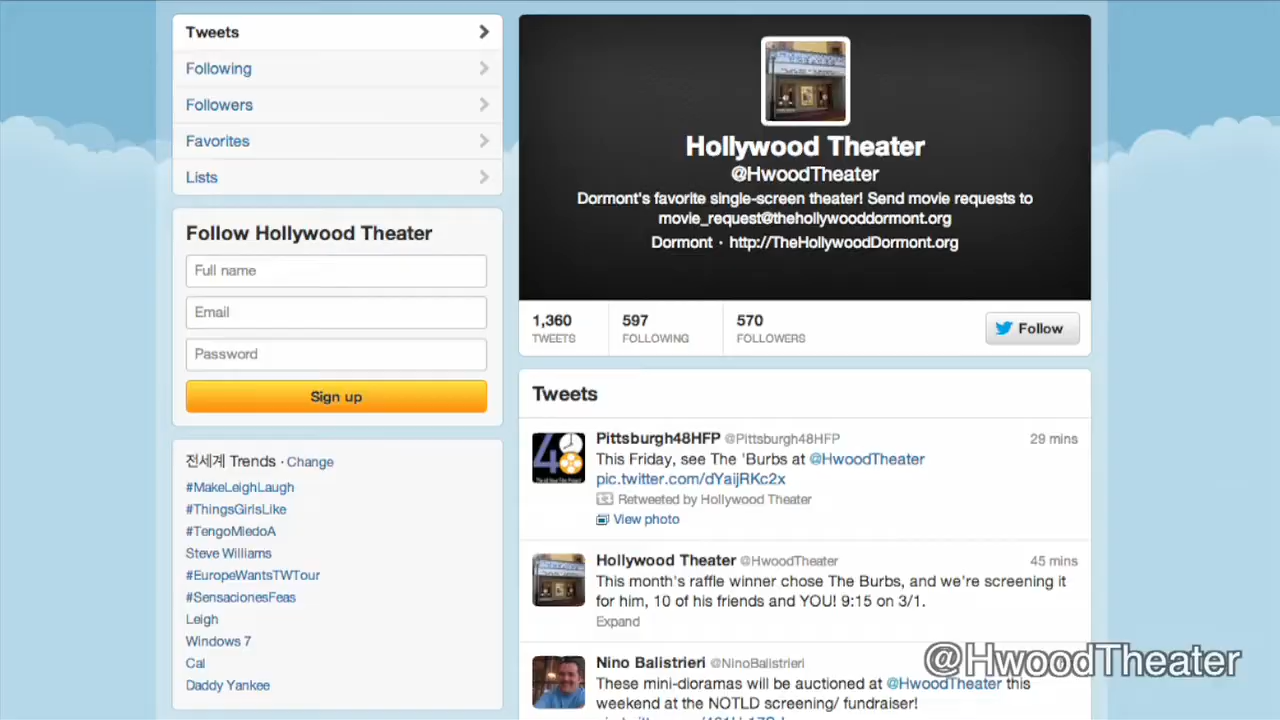 Tweets
Following
Followers
Favorites
Lists
Follow Hollywood Theater
Full name
Email
Password
Sign up
전세계 Trends · Change
#MakeLeighLaugh
#ThingsGirlsLike
#TengoMiedoA
Steve Williams
#EuropeWantsTWTour
#SensacionesFeas
Leigh
Windows 7
Cal
Daddy Yankee
Hollywood Theater
@HwoodTheater
Dormont's favorite single-screen theater! Send movie requests to
movie_request@thehollywooddormont.org
Dormont · http://TheHollywoodDormont.org
1,360 597 570
TWEETS FOLLOWING FOLLOWERS
Follow
Tweets
Pittsburgh48HFP @Pittsburgh48HFP 29 mins
This Friday, see The 'Burbs at @HwoodTheater
pic.twitter.com/dYaijRKc2x
Retweeted by Hollywood Theater
View photo
Hollywood Theater @HwoodTheater 45 mins
This month's raffle winner chose The Burbs, and we're screening it
for him, 10 of his friends and YOU! 9:15 on 3/1.
Expand
Nino Balistrieri @NinoBalistrieri
These mini-dioramas will be auctioned at @HwoodTheater this
weekend at the NOTLD screening/ fundraiser!
@HwoodTheater